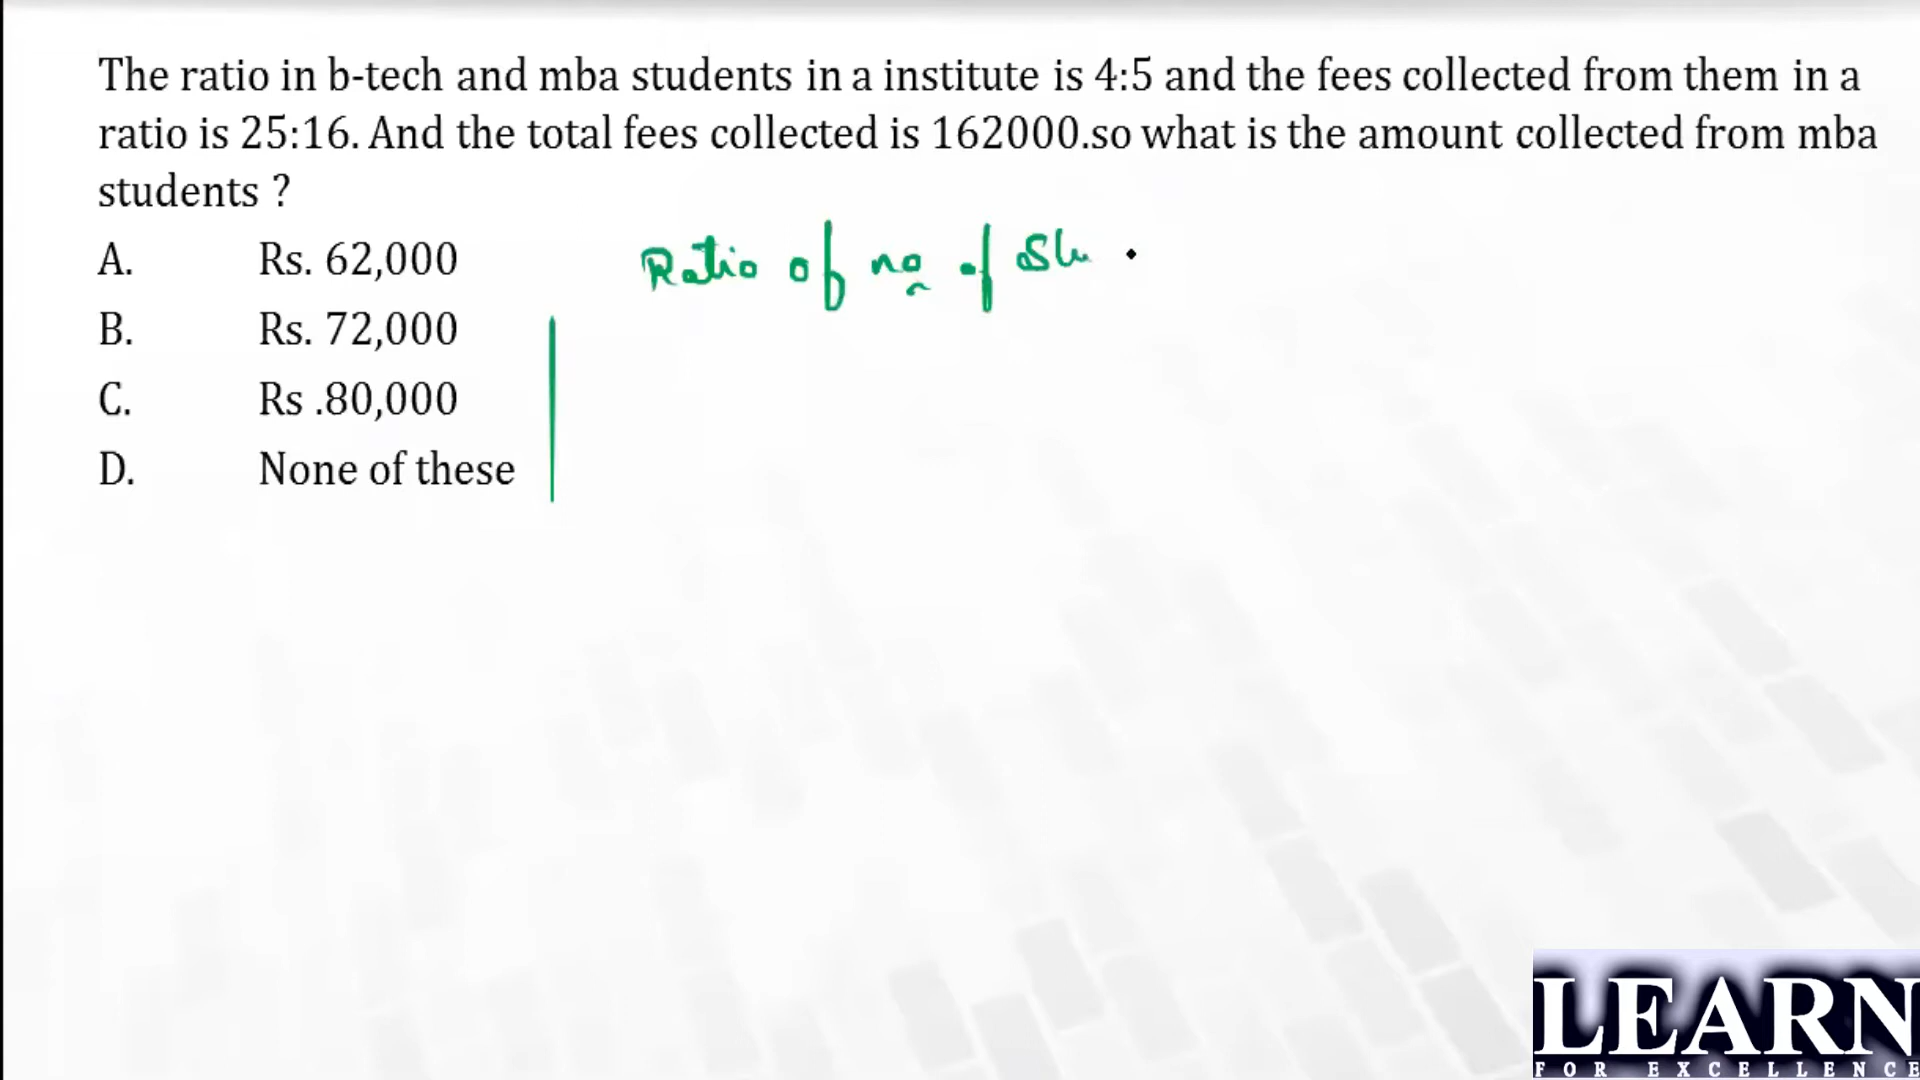 The ratio in b-tech and mba students in a institute is 4:5 and the fees collected from them in a
ratio is 25:16. And the total fees collected is 162000.so what is the amount collected from mba
students ?
A. Rs. 62,000
B. Rs. 72,000
C. Rs .80,000
D. None of these
Ratio of no of Stu
LEARN
FOR EXCELLENCE